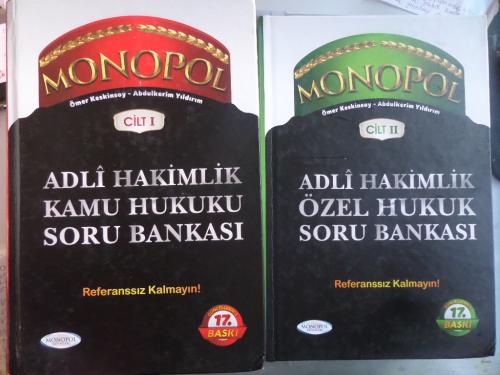 MONOPOL
Ömer Keskinsoy - Abdulkerim Yıldırım
CİLT I
ADLÎ HAKİMLİK
KAMU HUKUKU
SORU BANKASI
Referanssız Kalmayın!
MONOPOL
17.
BASKI
MONOPOL
Ömer Keskinsoy - Abdulkerim Yıldırım
CİLT II
ADLÎ HAKİMLİK
ÖZEL HUKUK
SORU BANKASI
Referanssız Kalmayın!
MONOPOL
17.
BASKI